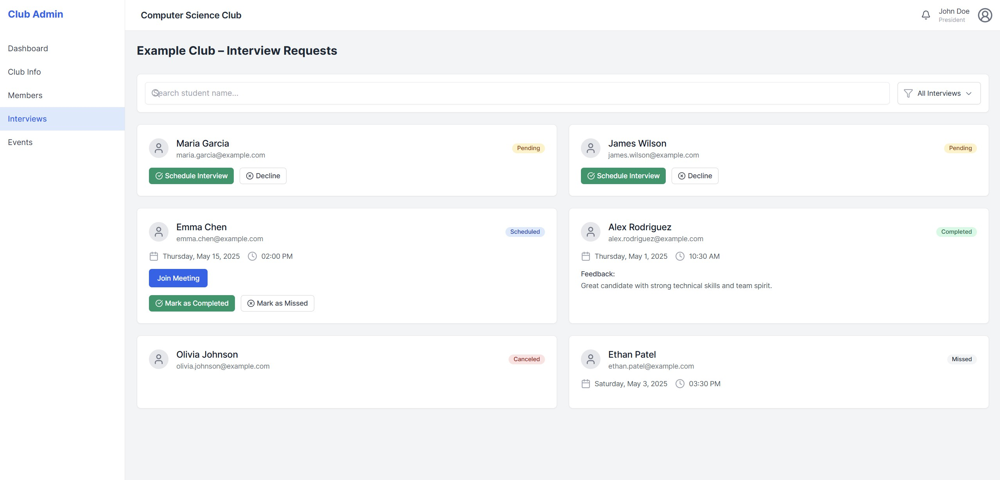 Club Admin
Dashboard
Club Info
Members
Interviews
Events
Computer Science Club
John Doe
President
Example Club – Interview Requests
Search student name...
All Interviews
Maria Garcia
maria.garcia@example.com
Pending
Schedule Interview
Decline
James Wilson
james.wilson@example.com
Pending
Schedule Interview
Decline
Emma Chen
emma.chen@example.com
Scheduled
Thursday, May 15, 2025 02:00 PM
Join Meeting
Mark as Completed
Mark as Missed
Alex Rodriguez
alex.rodriguez@example.com
Completed
Thursday, May 1, 2025 10:30 AM
Feedback:
Great candidate with strong technical skills and team spirit.
Olivia Johnson
olivia.johnson@example.com
Canceled
Ethan Patel
ethan.patel@example.com
Missed
Saturday, May 3, 2025 03:30 PM